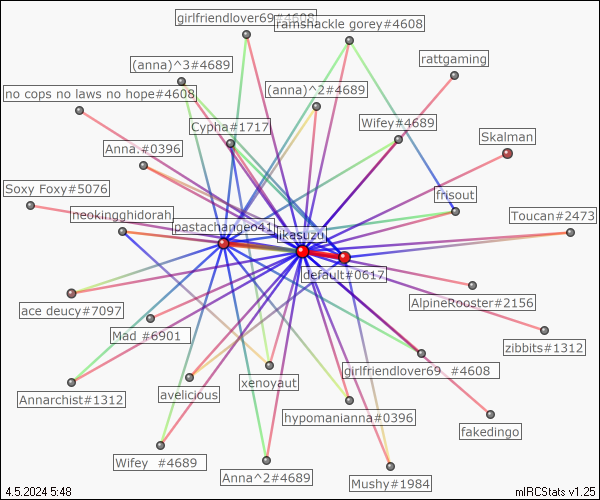 girlfriendlover69#4608
ramshackle gorey#4608
rattgaming
(anna)^3#4689
(anna)^2#4689
no cops no laws no hope#4608
Cypha#1717
Wifey#4689
Skalman
Anna.#0396
Soxy Foxy#5076
frisout
neokingghidorah
pastachangeo41
likasuzu
Toucan#2473
default#0617
ace deucy#7097
AlpineRooster#2156
Mad #6901
zibbits#1312
girlfriendlover69 #4608
xenoyaut
Annarchist#1312
avelicious
hypomanianna#0396
fakedingo
Wifey #4689
Anna^2#4689
Mushy#1984
4.5.2024 5:48
mIRCStats v1.25